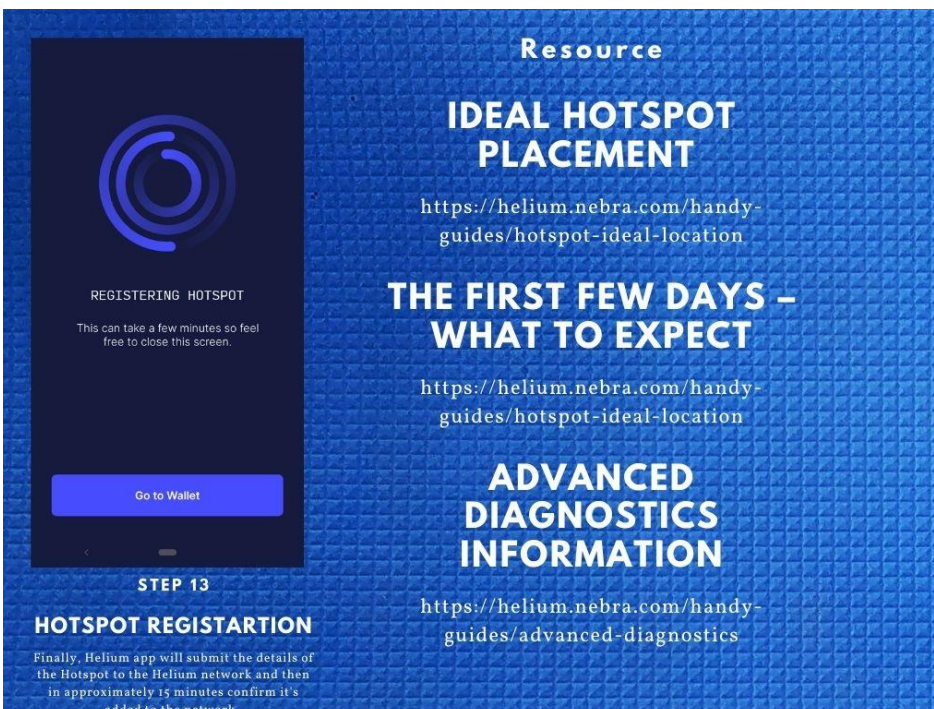 REGISTERING HOTSPOT
This can take a few minutes so feel
free to close this screen.
Go to Wallet
STEP 13
HOTSPOT REGISTARTION
Finally, Helium app will submit the details of
the Hotspot to the Helium network and then
in approximately 15 minutes confirm it's
added to the network
Resource
IDEAL HOTSPOT
PLACEMENT
https://helium.nebra.com/handy-
guides/hotspot-ideal-location
THE FIRST FEW DAYS –
WHAT TO EXPECT
https://helium.nebra.com/handy-
guides/hotspot-ideal-location
ADVANCED
DIAGNOSTICS
INFORMATION
https://helium.nebra.com/handy-
guides/advanced-diagnostics